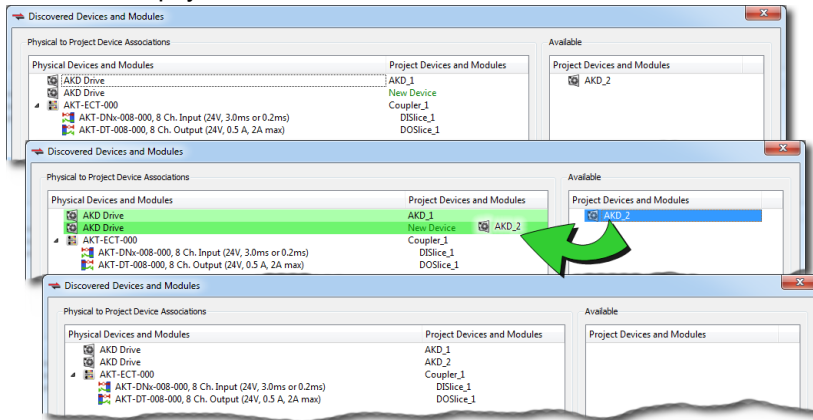 Discovered Devices and Modules
Physical to Project Device Associations
Available
Physical Devices and Modules Project Devices and Modules
Project Devices and Modules
AKD Drive AKD_1
AKD_2
AKD Drive New Device
AKT-ECT-000 Coupler_1
AKT-DNx-008-000, 8 Ch. Input (24V, 3.0ms or 0.2ms) DISlice_1
AKT-DT-008-000, 8 Ch. Output (24V, 0.5 A, 2A max) DOSlice_1
Discovered Devices and Modules
Physical to Project Device Associations
Available
Physical Devices and Modules Project Devices and Modules
Project Devices and Modules
AKD Drive AKD_1
AKD_2
AKD Drive New Device AKD_2
AKT-ECT-000 Coupler_1
AKT-DNx-008-000, 8 Ch. Input (24V, 3.0ms or 0.2ms) DISlice_1
AKT-DT-008-000, 8 Ch. Output (24V, 0.5 A, 2A max) DOSlice_1
Discovered Devices and Modules
Physical to Project Device Associations
Available
Physical Devices and Modules Project Devices and Modules
Project Devices and Modules
AKD Drive AKD_1
AKD Drive AKD_2
AKT-ECT-000 Coupler_1
AKT-DNx-008-000, 8 Ch. Input (24V, 3.0ms or 0.2ms) DISlice_1
AKT-DT-008-000, 8 Ch. Output (24V, 0.5 A, 2A max) DOSlice_1